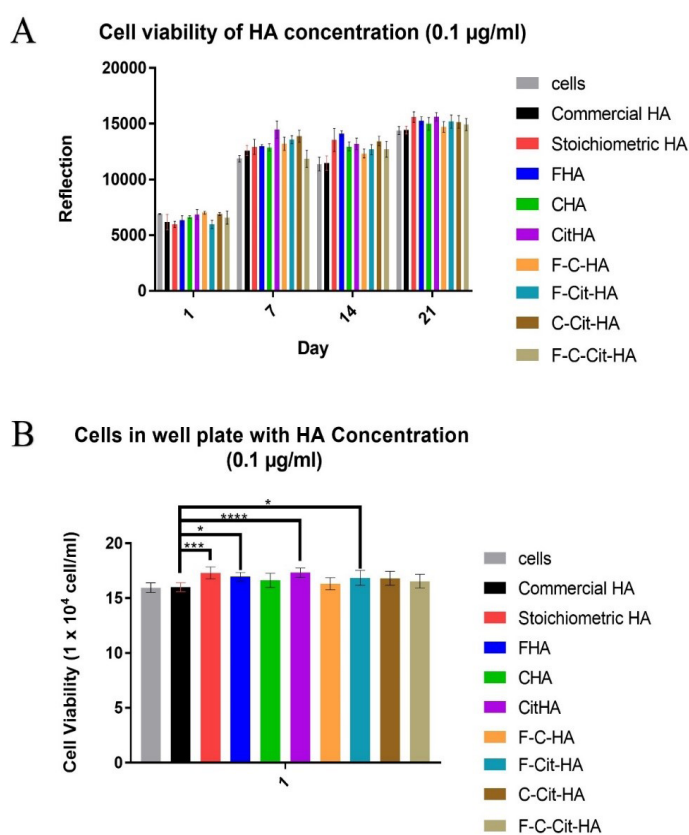 A
Cell viability of HA concentration (0.1 µg/ml)
20000
15000
10000
5000
0
Reflection
1
7
14
21
Day
cells
Commercial HA
Stoichiometric HA
FHA
CHA
CitHA
F-C-HA
F-Cit-HA
C-Cit-HA
F-C-Cit-HA
B
Cells in well plate with HA Concentration
(0.1 µg/ml)
*
****
*
***
20
15
10
5
0
Cell Viability (1 x 10⁴ cell/ml)
1
cells
Commercial HA
Stoichiometric HA
FHA
CHA
CitHA
F-C-HA
F-Cit-HA
C-Cit-HA
F-C-Cit-HA